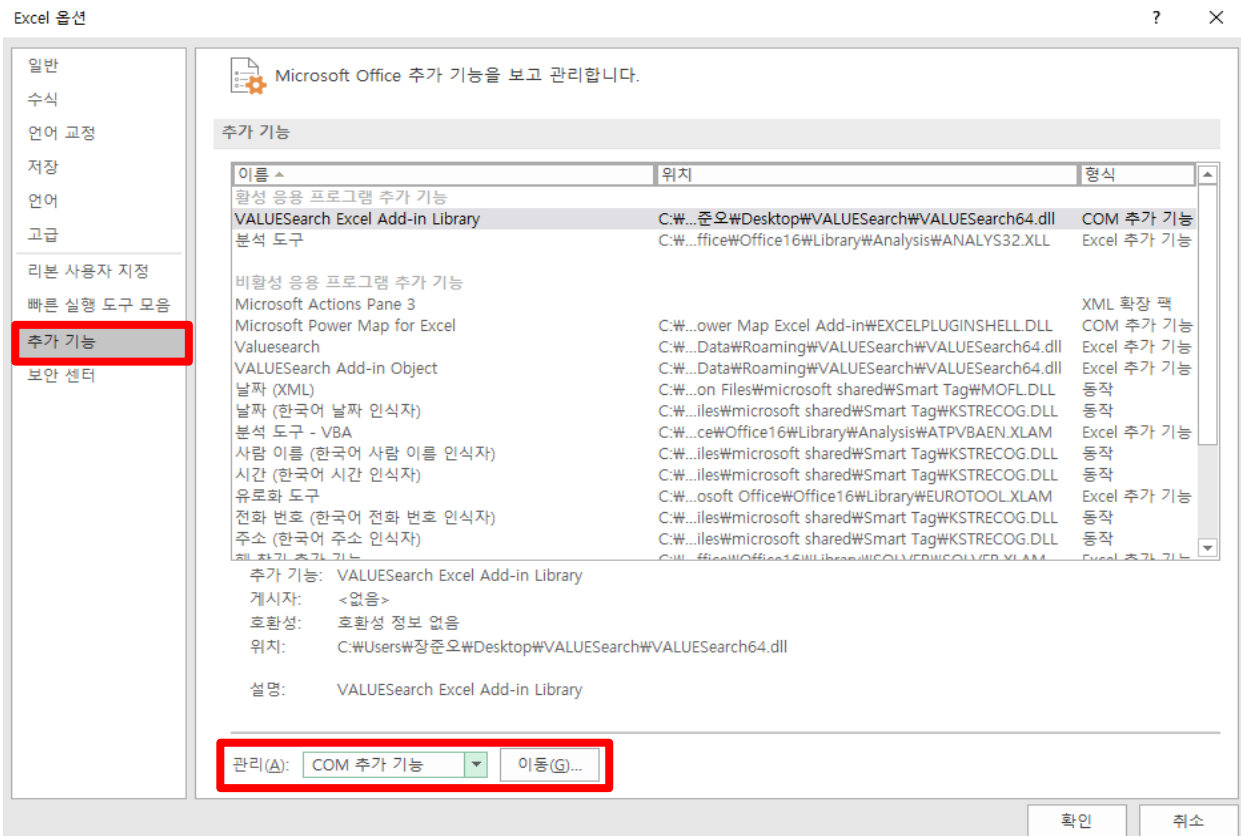 Excel 옵션
?
일반
수식
언어 교정
저장
언어
고급
리본 사용자 지정
빠른 실행 도구 모음
추가 기능
보안 센터
Microsoft Office 추가 기능을 보고 관리합니다.
추가 기능
이름 위치 형식
활성 응용 프로그램 추가 기능
VALUESearch Excel Add-in Library C:₩...준오₩Desktop₩VALUESearch₩VALUESearch64.dll COM 추가 기능
분석 도구 C:₩...ffice₩Office16₩Library₩Analysis₩ANALYS32.XLL Excel 추가 기능
비활성 응용 프로그램 추가 기능
Microsoft Actions Pane 3 XML 확장 팩
Microsoft Power Map for Excel C:₩...ower Map Excel Add-in₩EXCELPLUGINSHELL.DLL COM 추가 기능
Valuesearch C:₩...Data₩Roaming₩VALUESearch₩VALUESearch64.dll Excel 추가 기능
VALUESearch Add-in Object C:₩...Data₩Roaming₩VALUESearch₩VALUESearch64.dll Excel 추가 기능
날짜 (XML) C:₩...on Files₩microsoft shared₩Smart Tag₩MOFL.DLL 동작
날짜 (한국어 날짜 인식자) C:₩...iles₩microsoft shared₩Smart Tag₩KSTRECOG.DLL 동작
분석 도구 - VBA C:₩...ce₩Office16₩Library₩Analysis₩ATPVBAEN.XLAM Excel 추가 기능
사람 이름 (한국어 사람 이름 인식자) C:₩...iles₩microsoft shared₩Smart Tag₩KSTRECOG.DLL 동작
시간 (한국어 시간 인식자) C:₩...iles₩microsoft shared₩Smart Tag₩KSTRECOG.DLL 동작
유로화 도구 C:₩...osoft Office₩Office16₩Library₩EUROTOOL.XLAM Excel 추가 기능
전화 번호 (한국어 전화 번호 인식자) C:₩...iles₩microsoft shared₩Smart Tag₩KSTRECOG.DLL 동작
주소 (한국어 주소 인식자) C:₩...iles₩microsoft shared₩Smart Tag₩KSTRECOG.DLL 동작
추가 기능: VALUESearch Excel Add-in Library
게시자: <없음>
호환성: 호환성 정보 없음
위치: C:₩Users₩장준오₩Desktop₩VALUESearch₩VALUESearch64.dll
설명: VALUESearch Excel Add-in Library
관리(A): COM 추가 기능 이동(G)...
확인 취소